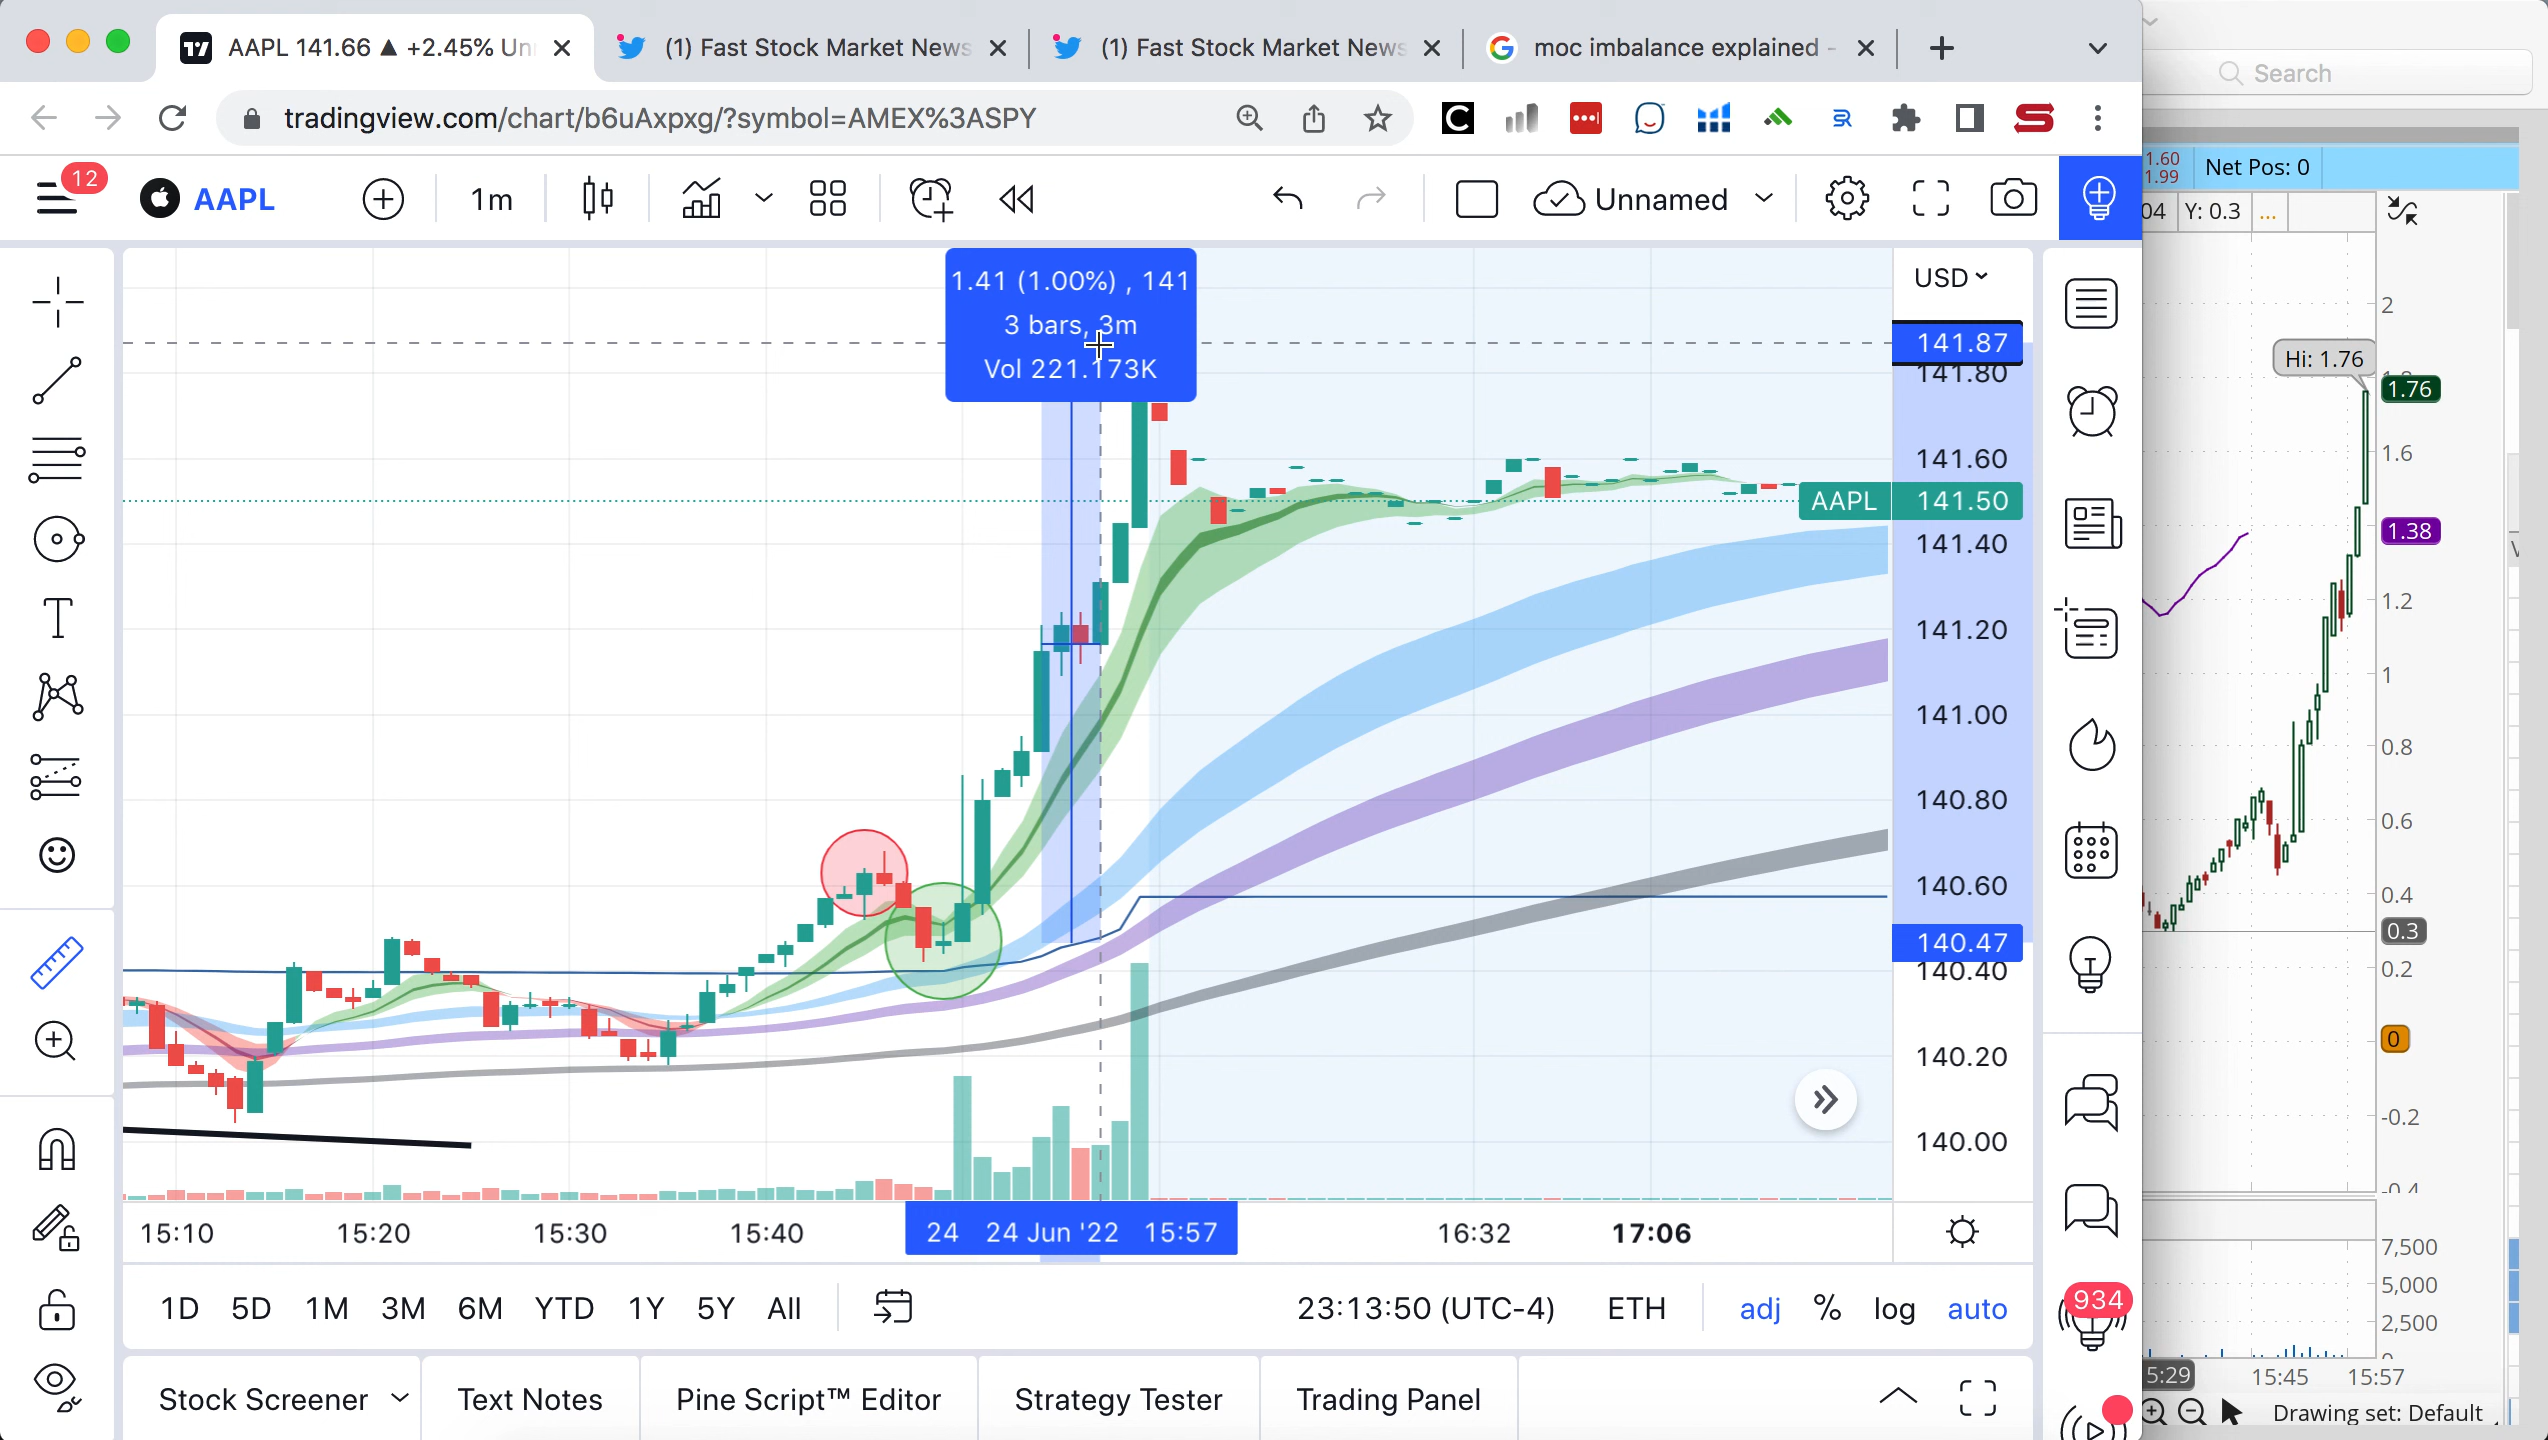 AAPL 141.66 ▲ +2.45% Un
(1) Fast Stock Market News
(1) Fast Stock Market News
moc imbalance explained -
tradingview.com/chart/b6uAxpxg/?symbol=AMEX%3ASPY
Search
1.60
1.99
Net Pos: 0
12
AAPL
1m
Unnamed
04
Y: 0.3
...
1.41 (1.00%) , 141
3 bars, 3m
Vol 221.173K
USD
141.87
141.80
141.60
AAPL 141.50
141.40
141.20
141.00
140.80
140.60
140.47
140.40
140.20
140.00
Hi: 1.76
2
1.76
1.6
1.38
1.2
1
0.8
0.6
0.4
0.3
0.2
0
-0.2
-0.4
7,500
5,000
2,500
0
15:10
15:20
15:30
15:40
24
24 Jun '22 15:57
16:32
17:06
5:29
15:45
15:57
1D
5D
1M
3M
6M
YTD
1Y
5Y
All
23:13:50 (UTC-4)
ETH
adj
%
log
auto
934
Stock Screener
Text Notes
Pine Script™ Editor
Strategy Tester
Trading Panel
Drawing set: Default